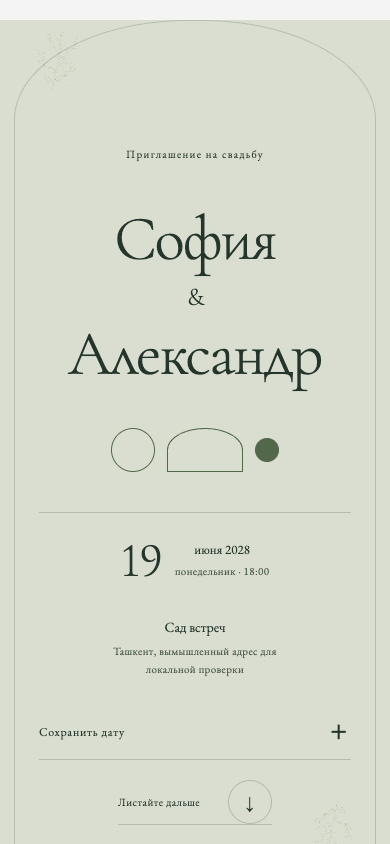 Приглашение на свадьбу
София
&
Александр
19
июня 2028
понедельник · 18:00
Сад встреч
Ташкент, вымышленный адрес для
локальной проверки
Сохранить дату +
Листайте дальше ↓